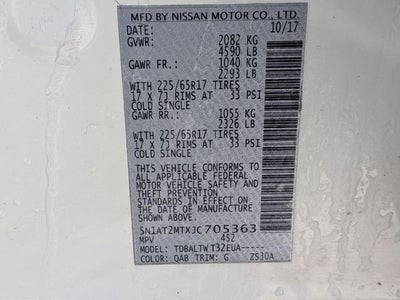 MFD BY NISSAN MOTOR CO., LTD.
DATE: 10/17
GVWR: 2082 KG
4590 LB
GAWR FR.: 1040 KG
2293 LB
WITH 225/65R17 TIRES
17 X 7J RIMS AT 33 PSI
COLD SINGLE
GAWR RR.: 1055 KG
2326 LB
WITH 225/65R17 TIRES
17 X 7J RIMS AT 33 PSI
COLD SINGLE
THIS VEHICLE CONFORMS TO
ALL APPLICABLE FEDERAL
MOTOR VEHICLE SAFETY, BUMPER
AND THEFT PREVENTION
STANDARDS IN EFFECT ON THE
DATE OF MANUFACTURE SHOWN ABOVE.
5N1AT2MTXJC705363
MPV 452
MODEL: TDBALTWT32EUA-----
COLOR: QAB TRIM: G ZS30A